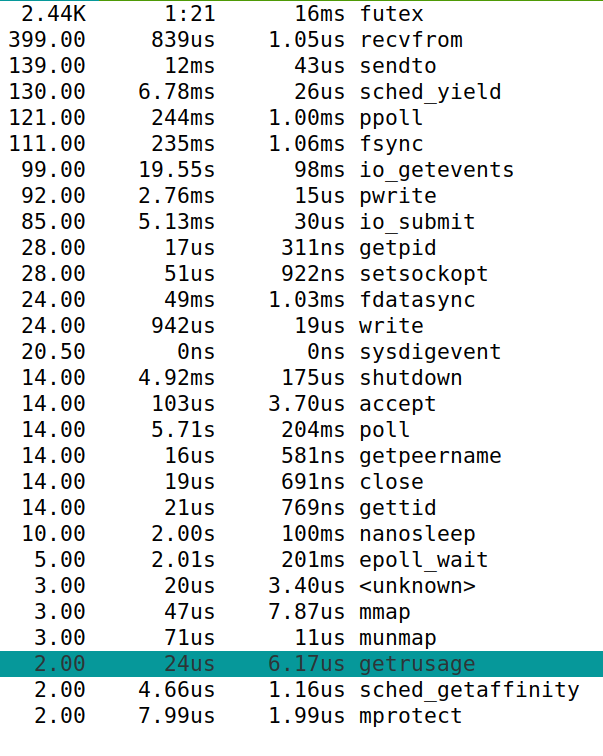 2.44K 1:21 16ms futex
399.00 839us 1.05us recvfrom
139.00 12ms 43us sendto
130.00 6.78ms 26us sched_yield
121.00 244ms 1.00ms ppoll
111.00 235ms 1.06ms fsync
99.00 19.55s 98ms io_getevents
92.00 2.76ms 15us pwrite
85.00 5.13ms 30us io_submit
28.00 17us 311ns getpid
28.00 51us 922ns setsockopt
24.00 49ms 1.03ms fdatasync
24.00 942us 19us write
20.50 0ns 0ns sysdigevent
14.00 4.92ms 175us shutdown
14.00 103us 3.70us accept
14.00 5.71s 204ms poll
14.00 16us 581ns getpeername
14.00 19us 691ns close
14.00 21us 769ns gettid
10.00 2.00s 100ms nanosleep
5.00 2.01s 201ms epoll_wait
3.00 20us 3.40us <unknown>
3.00 47us 7.87us mmap
3.00 71us 11us munmap
2.00 24us 6.17us getrusage
2.00 4.66us 1.16us sched_getaffinity
2.00 7.99us 1.99us mprotect